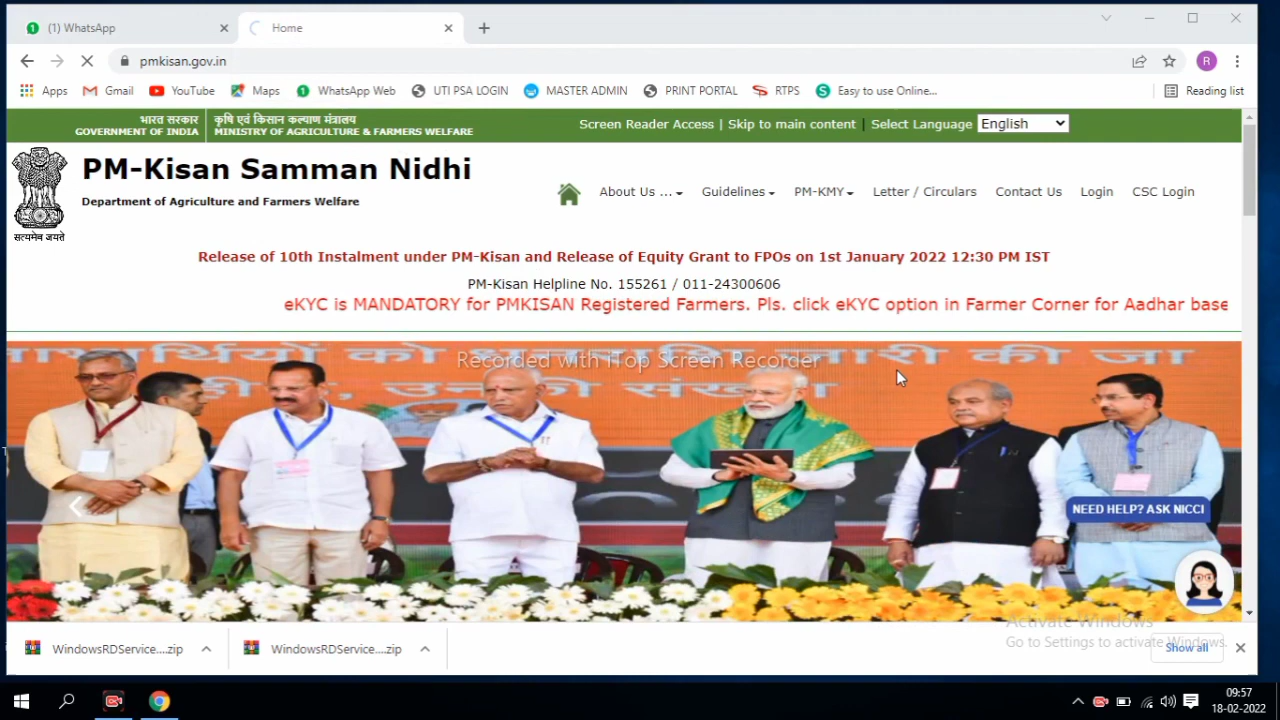 (1) WhatsApp
Home
pmkisan.gov.in
R
Apps
Gmail
YouTube
Maps
WhatsApp Web
UTI PSA LOGIN
MASTER ADMIN
PRINT PORTAL
RTPS
Easy to use Online...
Reading list
भारत सरकार
GOVERNMENT OF INDIA
कृषि एवं किसान कल्याण मंत्रालय
MINISTRY OF AGRICULTURE & FARMERS WELFARE
Screen Reader Access | Skip to main content | Select Language English
PM-Kisan Samman Nidhi
Department of Agriculture and Farmers Welfare
सत्यमेव जयते
About Us ...
Guidelines
PM-KMY
Letter / Circulars
Contact Us
Login
CSC Login
Release of 10th Instalment under PM-Kisan and Release of Equity Grant to FPOs on 1st January 2022 12:30 PM IST
PM-Kisan Helpline No. 155261 / 011-24300606
eKYC is MANDATORY for PMKISAN Registered Farmers. Pls. click eKYC option in Farmer Corner for Aadhar base
को
जारी की जा
Recorded with iTop Screen Recorder
है, उनकी संख्या
NEED HELP? ASK NICCI
Activate Windows
Go to Settings to activate Windows.
WindowsRDService....zip
WindowsRDService....zip
Show all
09:57
18-02-2022